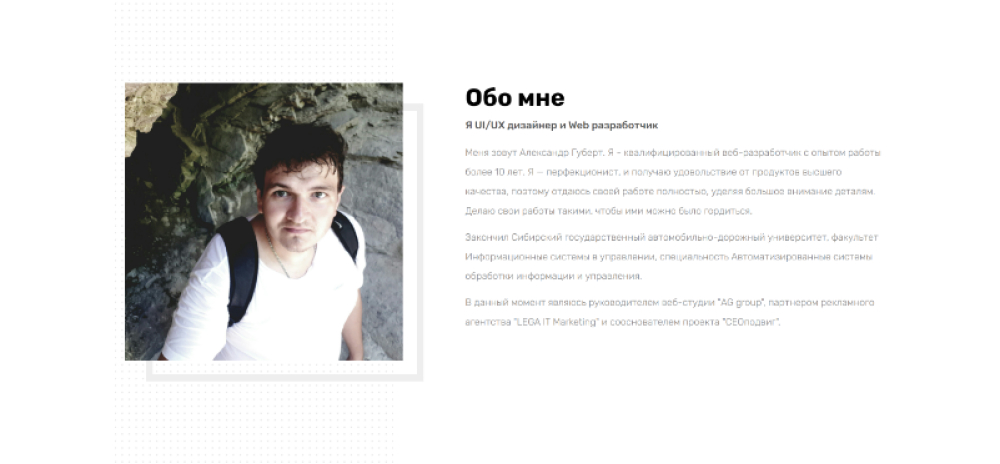 Обо мне
Я UI/UX дизайнер и Web разработчик
Меня зовут Александр Губерт. Я - квалифицированный веб-разработчик с опытом работы
более 10 лет. Я — перфекционист, и получаю удовольствие от продуктов высшего
качества, поэтому отдаюсь своей работе полностью, уделяя большое внимание деталям.
Делаю свои работы такими, чтобы ими можно было гордиться.
Закончил Сибирский государственный автомобильно-дорожный университет, факультет
Информационные системы в управлении, специальность Автоматизированные системы
обработки информации и управления.
В данный момент являюсь руководителем веб-студии "AG group", партнером рекламного
агентства "LEGA IT Marketing" и сооснователем проекта "СЕОподвиг".